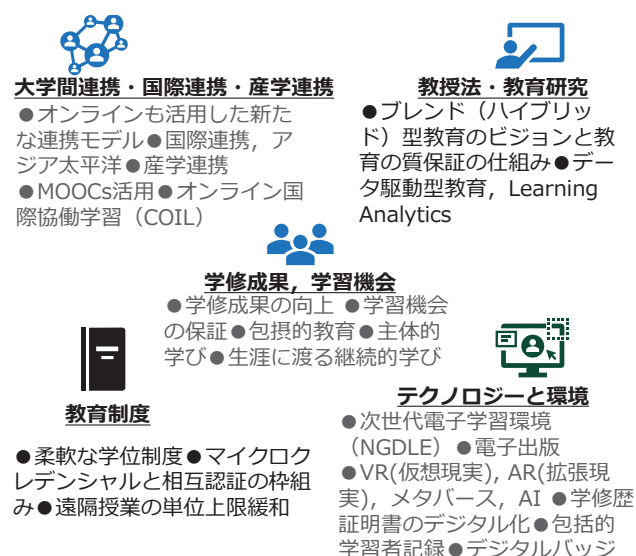 大学間連携・国際連携・産学連携
●オンラインも活用した新た
な連携モデル●国際連携，ア
ジア太平洋●産学連携
●MOOCs活用●オンライン国
際協働学習（COIL）
教授法・教育研究
●ブレンド（ハイブリッ
ド）型教育のビジョンと教
育の質保証の仕組み●デー
タ駆動型教育，Learning
Analytics
学修成果，学習機会
●学修成果の向上 ●学習機会
の保証●包摂的教育●主体的
学び●生涯に渡る継続的学び
教育制度
●柔軟な学位制度●マイクロク
レデンシャルと相互認証の枠組
み●遠隔授業の単位上限緩和
テクノロジーと環境
●次世代電子学習環境
（NGDLE）●電子出版
●VR(仮想現実), AR(拡張現
実)，メタバース，AI ●学修歴
証明書のデジタル化●包括的
学習者記録●デジタルバッジ